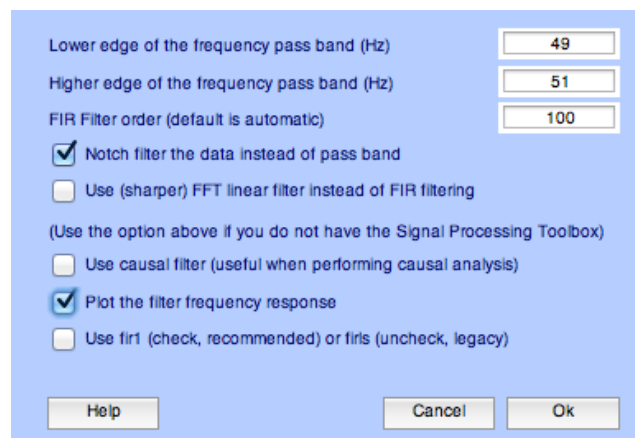 Lower edge of the frequency pass band (Hz) 49
Higher edge of the frequency pass band (Hz) 51
FIR Filter order (default is automatic) 100
Notch filter the data instead of pass band
Use (sharper) FFT linear filter instead of FIR filtering
(Use the option above if you do not have the Signal Processing Toolbox)
Use causal filter (useful when performing causal analysis)
Plot the filter frequency response
Use fir1 (check, recommended) or firls (uncheck, legacy)
Help Cancel Ok